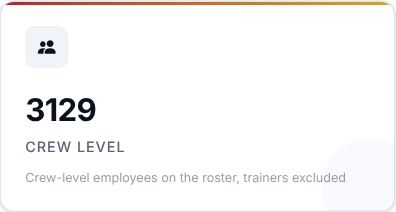 3129
CREW LEVEL
Crew-level employees on the roster, trainers excluded